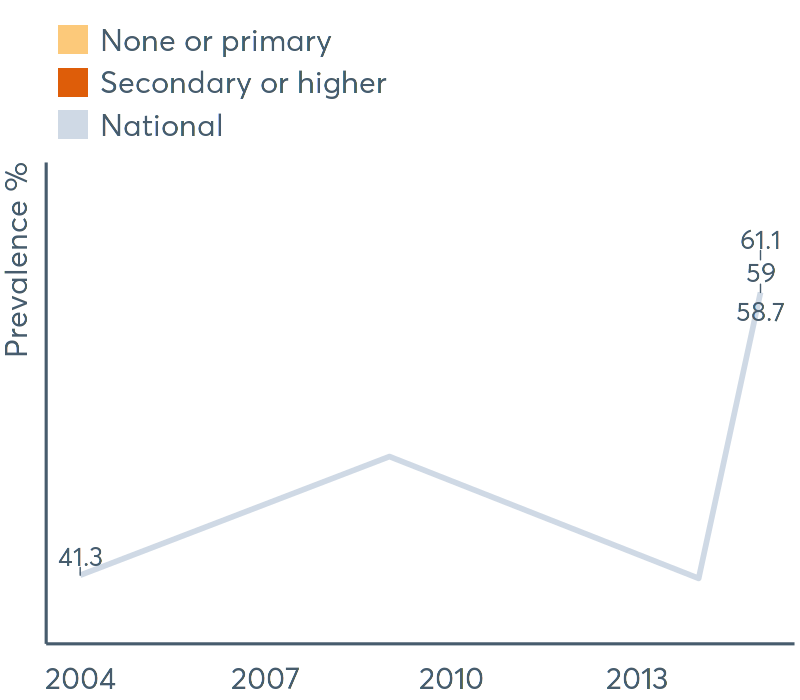 None or primary
Secondary or higher
National
Prevalence %
61.1
59
58.7
41.3
2004 2007 2010 2013